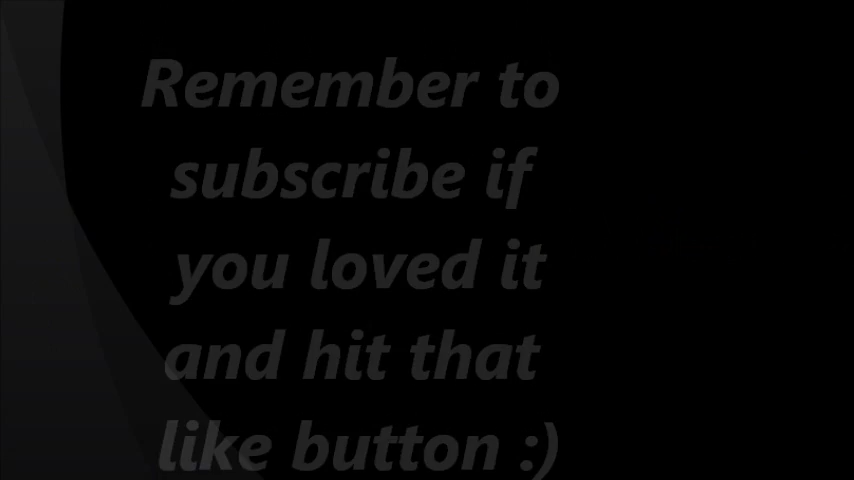 Remember to
subscribe if
you loved it
and hit that
like button :)